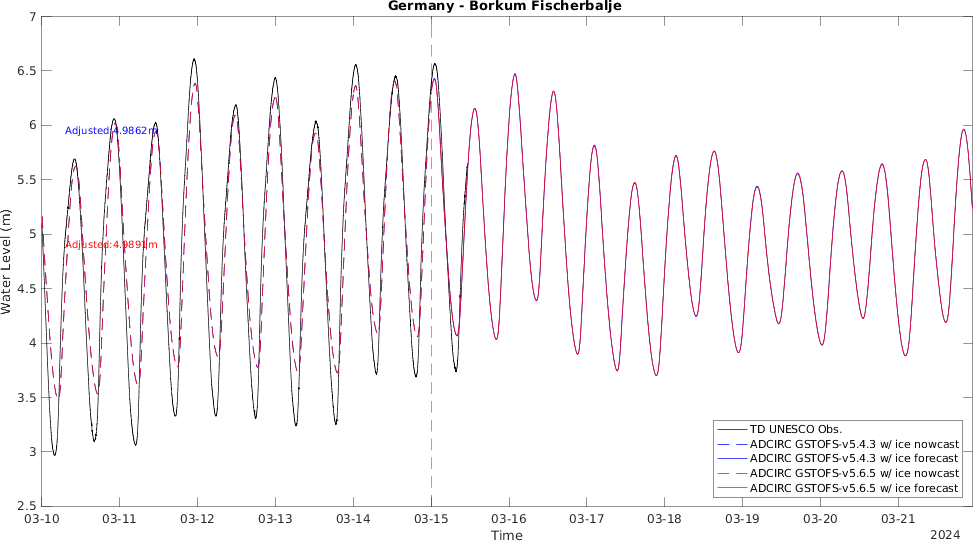 Germany - Borkum Fischerbalje
7
6.5
6
5.5
5
4.5
4
3.5
3
2.5
Water Level (m)
Adjusted:4.9862m
Adjusted:4.9891m
TD UNESCO Obs.
ADCIRC GSTOFS-v5.4.3 w/ ice nowcast
ADCIRC GSTOFS-v5.4.3 w/ ice forecast
ADCIRC GSTOFS-v5.6.5 w/ ice nowcast
ADCIRC GSTOFS-v5.6.5 w/ ice forecast
03-10 03-11 03-12 03-13 03-14 03-15 03-16 03-17 03-18 03-19 03-20 03-21
Time
2024